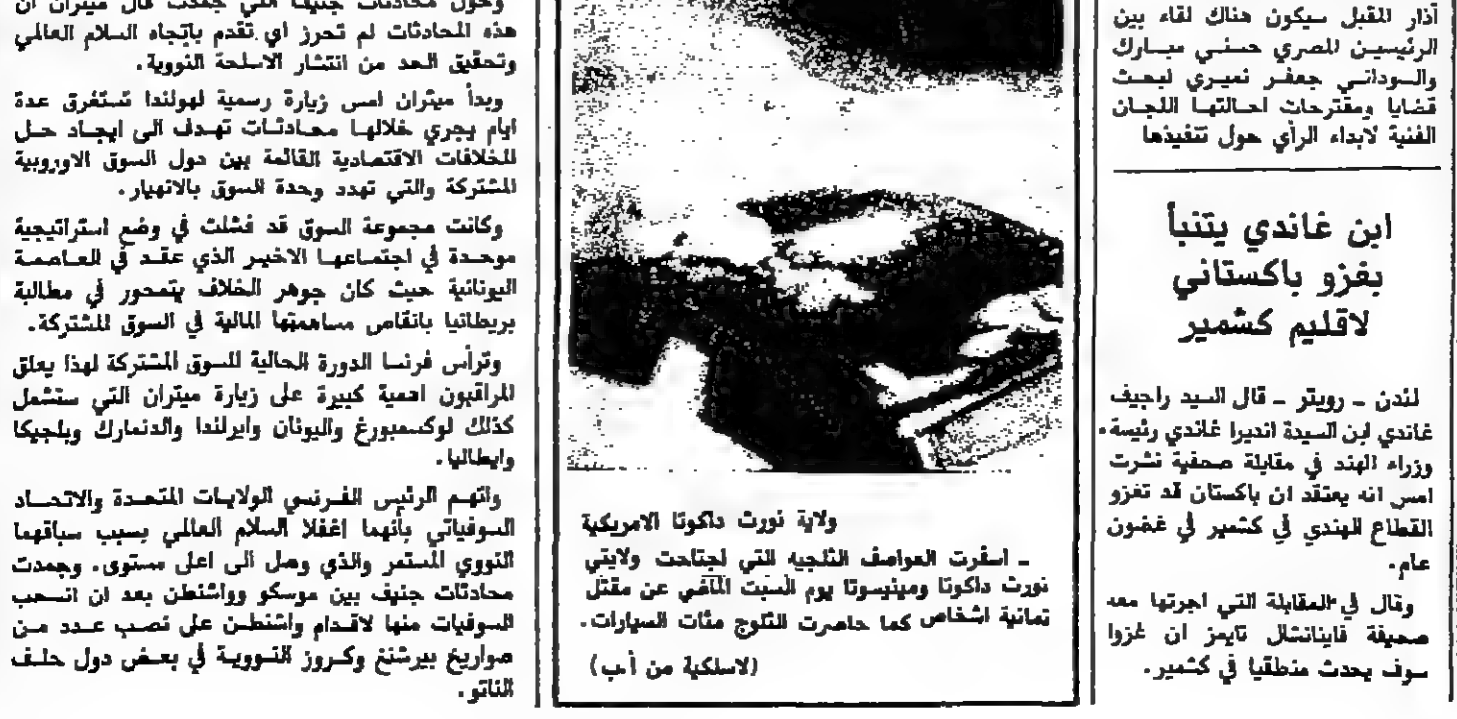 آذار المقبل سيكون هناك لقاء بين
الرئيسين المصري حسني مبارك
والسوداني جعفر نميري لبحث
قضايا ومقترحات احالتها اللجان
الفنية لابداء الرأي حول تنفيذها
ابن غاندي يتنبأ
بغزو باكستاني
لاقليم كشمير
لندن - رويتر - قال السيد راجيف
غاندي ابن السيدة انديرا غاندي رئيسة
وزراء الهند في مقابلة صحفية نشرت
امس انه يعتقد ان باكستان قد تغزو
القطاع الهندي في كشمير في غضون
عام.
وقال في المقابلة التي اجرتها معه
صحيفة فاينانشال تايمز ان غزوا
سوف يحدث منطقيا في كشمير.
ولاية نورث داكوتا الامريكية
- اسفرت العواصف الثلجيه التي اجتاحت ولايتي
نورث داكوتا ومينيسوتا يوم السبت الماضي عن مقتل
ثمانية اشخاص كما حاصرت الثلوج مئات السيارات.
(لاسلكية من أ.ب)
وحول محادثات جنيف التي جمدت قال ميتران ان
هذه المحادثات لم تحرز اي تقدم باتجاه السلام العالمي
وتحقيق الحد من انتشار الاسلحة النووية.
وبدأ ميتران امس زيارة رسمية لهولندا تستغرق عدة
ايام يجري خلالها محادثات تهدف الى ايجاد حل
للخلافات الاقتصادية القائمة بين دول السوق الاوروبية
المشتركة والتي تهدد وحدة السوق بالانهيار.
وكانت مجموعة السوق قد فشلت في وضع استراتيجية
موحدة في اجتماعها الاخير الذي عقد في العاصمة
اليونانية حيث كان جوهر الخلاف يتمحور في مطالبة
بريطانيا بانقاص مساهمتها المالية في السوق المشتركة.
وترأس فرنسا الدورة الحالية للسوق المشتركة لهذا يعلق
المراقبون اهمية كبيرة على زيارة ميتران التي ستشمل
كذلك لوكسمبورغ واليونان وايرلندا والدنمارك وبلجيكا
وايطاليا.
واتهم الرئيس الفرنسي الولايات المتحدة والاتحاد
السوفياتي بأنهما اغفلا السلام العالمي بسبب سباقهما
النووي المستمر والذي وصل الى اعلى مستوى. وجمدت
محادثات جنيف بين موسكو وواشنطن بعد ان انسحب
السوفيات منها لاقدام واشنطن على نصب عدد من
صواريخ بيرشنغ وكروز النووية في بعض دول حلف
الناتو.